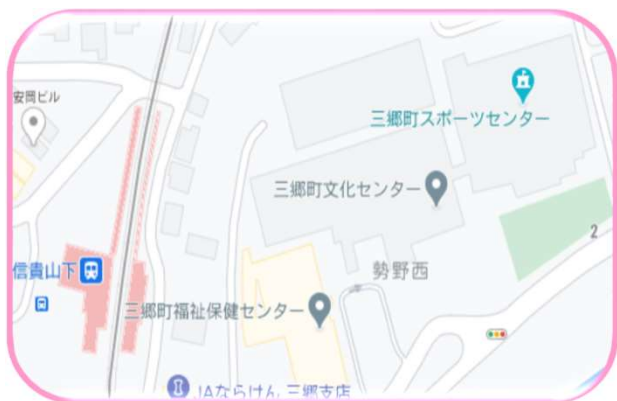 安岡ビル
三郷町スポーツセンター
三郷町文化センター
2
信貴山下
勢野西
三郷町福祉保健センター
JAならけん 三郷支店